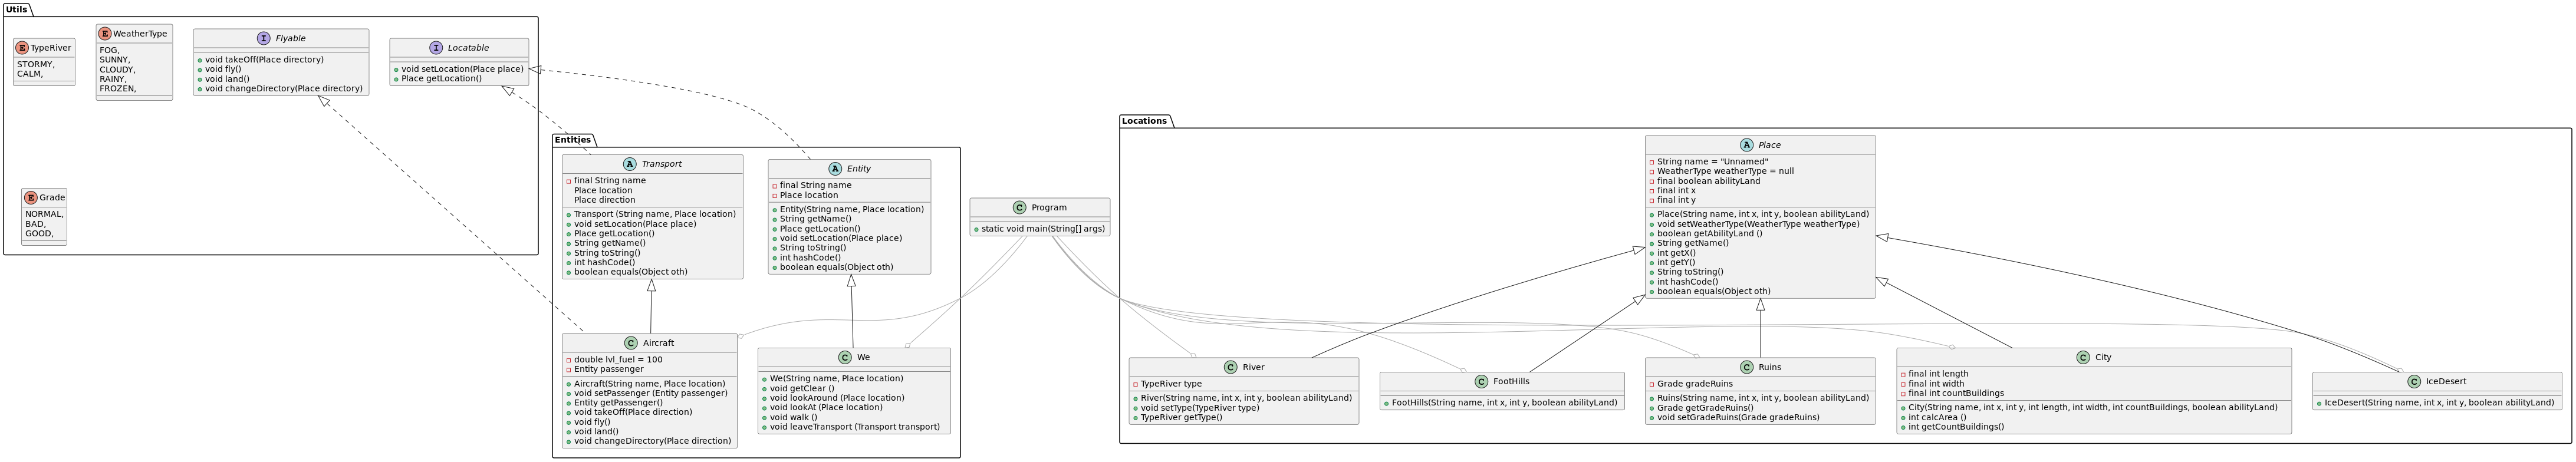 Utils
E TypeRiver
STORMY,
CALM,
E WeatherType
FOG,
SUNNY,
CLOUDY,
RAINY,
FROZEN,
I Flyable
void takeOff(Place directory)
void fly()
void land()
void changeDirectory(Place directory)
I Locatable
void setLocation(Place place)
Place getLocation()
E Grade
NORMAL,
BAD,
GOOD,
Entities
A Transport
final String name
Place location
Place direction
Transport (String name, Place location)
void setLocation(Place place)
Place getLocation()
String getName()
String toString()
int hashCode()
boolean equals(Object oth)
A Entity
final String name
Place location
Entity(String name, Place location)
String getName()
Place getLocation()
void setLocation(Place place)
String toString()
int hashCode()
boolean equals(Object oth)
C Aircraft
double lvl_fuel = 100
Entity passenger
Aircraft(String name, Place location)
void setPassenger (Entity passenger)
Entity getPassenger()
void takeOff(Place direction)
void fly()
void land()
void changeDirectory(Place direction)
C We
We(String name, Place location)
void getClear ()
void lookAround (Place location)
void lookAt (Place location)
void walk ()
void leaveTransport (Transport transport)
C Program
static void main(String[] args)
Locations
A Place
String name = "Unnamed"
WeatherType weatherType = null
final boolean abilityLand
final int x
final int y
Place(String name, int x, int y, boolean abilityLand)
void setWeatherType(WeatherType weatherType)
boolean getAbilityLand ()
String getName()
int getX()
int getY()
String toString()
int hashCode()
boolean equals(Object oth)
C River
TypeRiver type
River(String name, int x, int y, boolean abilityLand)
void setType(TypeRiver type)
TypeRiver getType()
C FootHills
FootHills(String name, int x, int y, boolean abilityLand)
C Ruins
Grade gradeRuins
Ruins(String name, int x, int y, boolean abilityLand)
Grade getGradeRuins()
void setGradeRuins(Grade gradeRuins)
C City
final int length
final int width
final int countBuildings
City(String name, int x, int y, int length, int width, int countBuildings, boolean abilityLand)
int calcArea ()
int getCountBuildings()
C IceDesert
IceDesert(String name, int x, int y, boolean abilityLand)